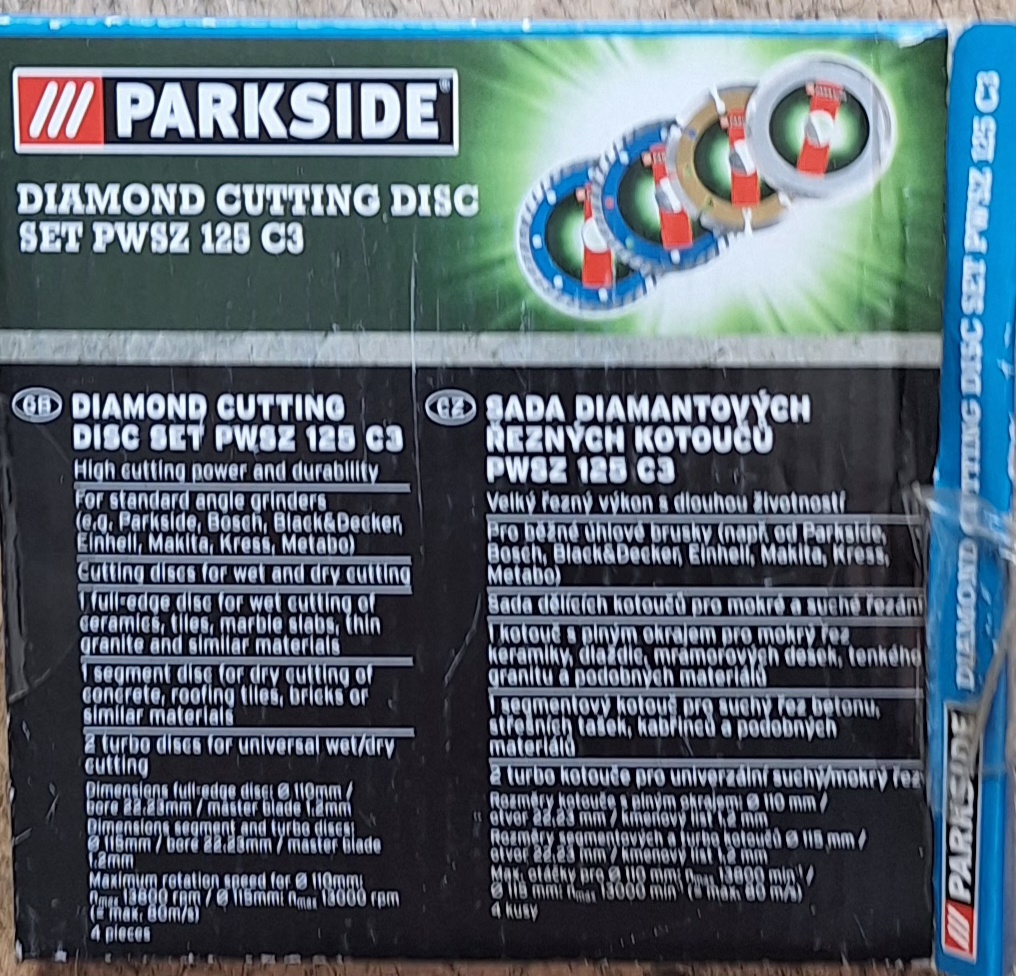 PARKSIDE®
DIAMOND CUTTING DISC
SET PWSZ 125 C3
GB DIAMOND CUTTING
DISC SET PWSZ 125 C3
High cutting power and durability
For standard angle grinders
(e.g. Parkside, Bosch, Black&Decker,
Einhell, Makita, Kress, Metabo)
Cutting discs for wet and dry cutting
1 full-edge disc for wet cutting of
ceramics, tiles, marble slabs, thin
granite and similar materials
1 segment disc for dry cutting of
concrete, roofing tiles, bricks or
similar materials
2 turbo discs for universal wet/dry
cutting
Dimensions full-edge disc: Ø 110mm /
bore 22.23mm / master blade 1.2mm
Dimensions segment and turbo discs:
Ø 115mm / bore 22.23mm / master blade
1.2mm
Maximum rotation speed for Ø 110mm:
nmax 13800 rpm / Ø 115mm: nmax 13000 rpm
(= max. 80m/s)
4 pieces
CZ SADA DIAMANTOVÝCH
ŘEZNÝCH KOTOUČŮ
PWSZ 125 C3
Velký řezný výkon s dlouhou životností
Pro běžné úhlové brusky (např. od Parkside,
Bosch, Black&Decker, Einhell, Makita, Kress,
Metabo)
Sada dělících kotoučů pro mokré a suché řezání
1 kotouč s plným okrajem pro mokrý řez
keramiky, dlaždic, mramorových desek, tenkého
granitu a podobných materiálů
1 segmentový kotouč pro suchý řez betonu,
střešních tašek, kabřinců a podobných
materiálů
2 turbo kotouče pro univerzální suchý/mokrý řez
Rozměry kotouče s plným okrajem: Ø 110 mm /
otvor 22,23 mm / kmenový list 1,2 mm
Rozměry segmentových a turbo kotoučů Ø 115 mm /
otvor 22,23 mm / kmenový list 1,2 mm
Max. otáčky pro Ø 110 mm: nmax 13800 min⁻¹ /
Ø 115 mm: nmax 13000 min⁻¹ (= max. 80 m/s)
4 kusy
PARKSIDE DIAMOND CUTTING DISC SET PWSZ 125 C3